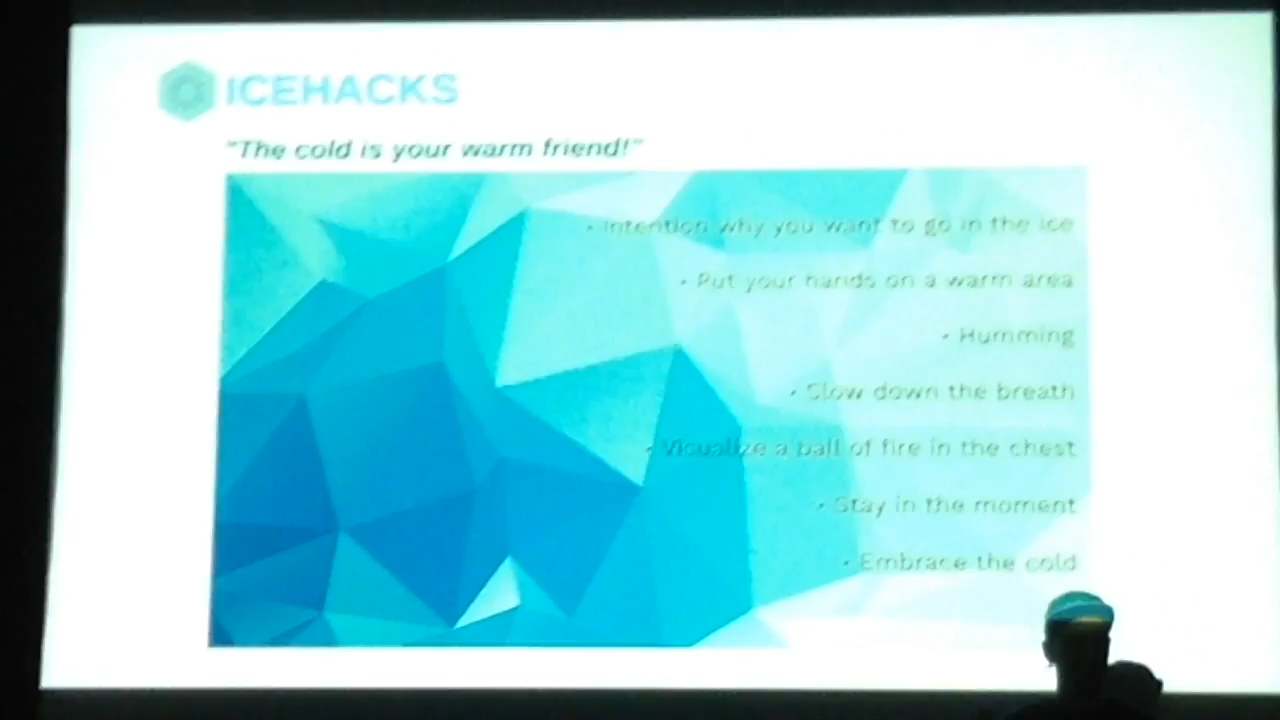 ICEHACKS
"The cold is your warm friend!"
• Intention why you want to go in the ice
• Put your hands on a warm area
• Humming
• Slow down the breath
• Visualize a ball of fire in the chest
• Stay in the moment
• Embrace the cold